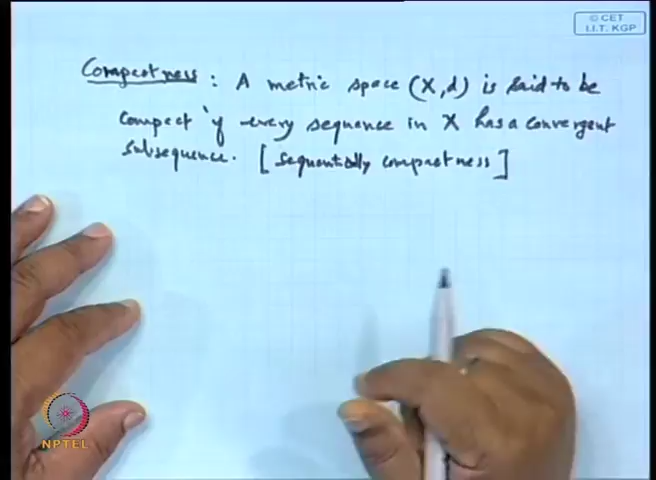 © CET
I.I.T. KGP
Compactness : A metric space (X,d) is said to be
compact if every sequence in X has a convergent
subsequence. [ sequentially compactness ]
NPTEL